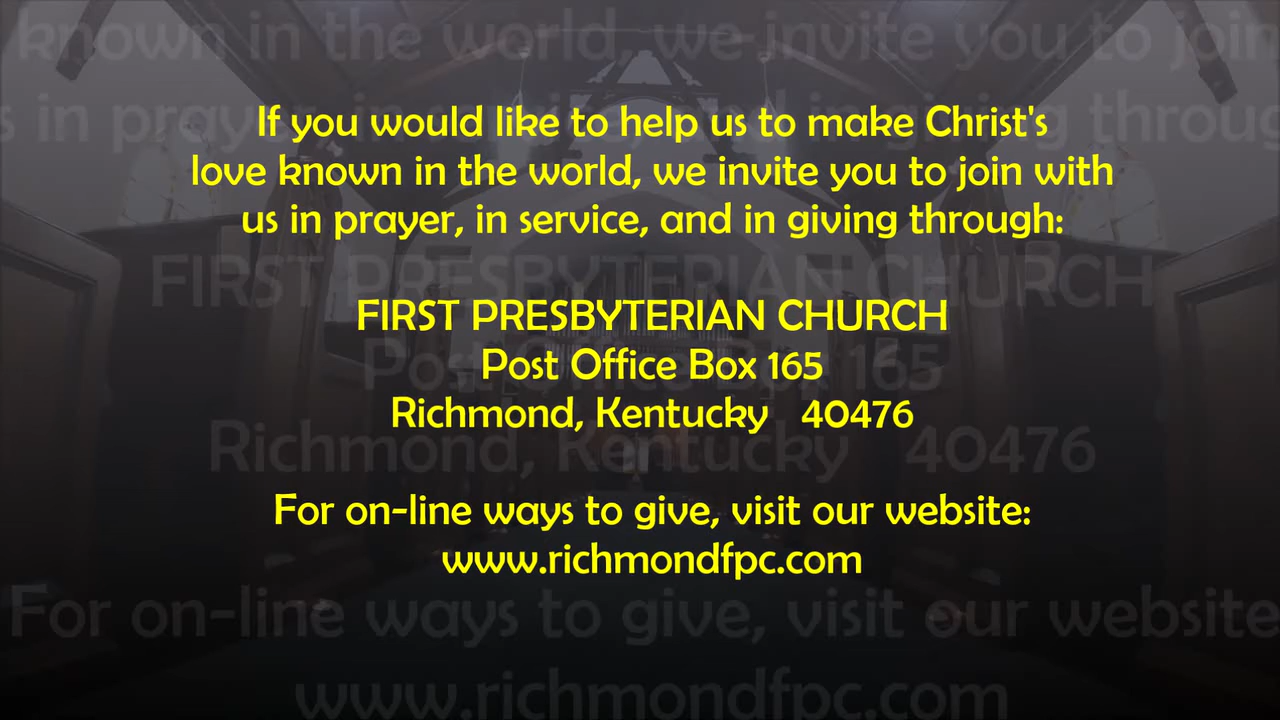 If you would like to help us to make Christ's
love known in the world, we invite you to join with
us in prayer, in service, and in giving through:
FIRST PRESBYTERIAN CHURCH
Post Office Box 165
Richmond, Kentucky 40476
For on-line ways to give, visit our website:
www.richmondfpc.com